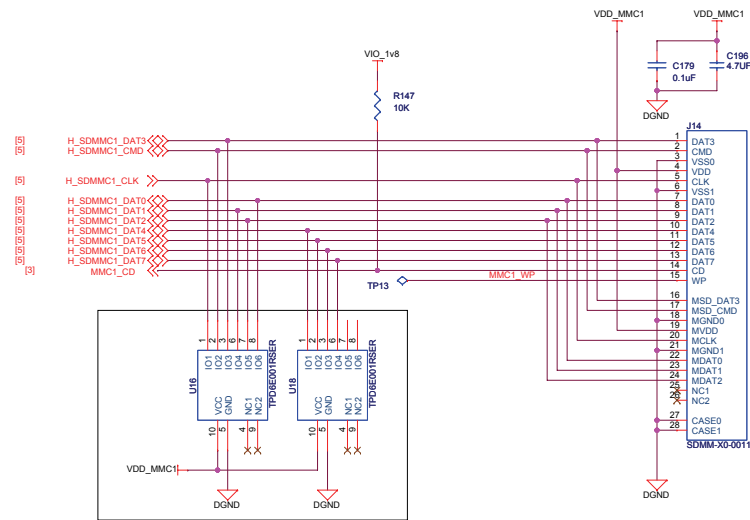 VDD_MMC1
VDD_MMC1
VIO_1v8
C179
0.1uF
C196
4.7UF
R147
10K
DGND
J14
[5] H_SDMMC1_DAT3 1 DAT3
[5] H_SDMMC1_CMD 2 CMD
3 VSS0
4 VDD
[5] H_SDMMC1_CLK 5 CLK
6 VSS1
[5] H_SDMMC1_DAT0 7 DAT0
[5] H_SDMMC1_DAT1 8 DAT1
[5] H_SDMMC1_DAT2 9 DAT2
[5] H_SDMMC1_DAT4 10 DAT4
[5] H_SDMMC1_DAT5 11 DAT5
[5] H_SDMMC1_DAT6 12 DAT6
[5] H_SDMMC1_DAT7 13 DAT7
[3] MMC1_CD 14 CD
TP13 MMC1_WP 15 WP
16 MSD_DAT3
17 MSD_CMD
18 MGND0
19 MVDD
20 MCLK
21 MGND1
22 MDAT0
23 MDAT1
24 MDAT2
25 NC1
26 NC2
27 CASE0
28 CASE1
SDMM-X0-0011
1 2 3 6 7 8
IO1 IO2 IO3 IO4 IO5 IO6
U16
TPD6E001RSER
VCC GND NC1 NC2
10 5 4 9
1 2 3 6 7 8
IO1 IO2 IO3 IO4 IO5 IO6
U18
TPD6E001RSER
VCC GND NC1 NC2
10 5 4 9
VDD_MMC1
DGND
DGND
DGND